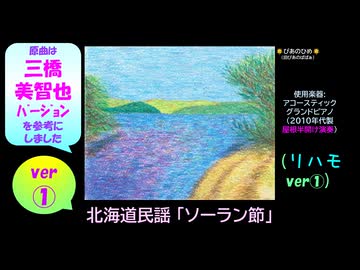 原曲は
三橋
美智也
バージョン
を参考に
しました
ver
①
✹ぴあのひめ✹
(旧ぴあのばばぁ)
使用楽器:
アコースティック
グランドピアノ
(2010年代製
屋根半開け演奏)
(リハモ
ver①)
北海道民謡「ソーラン節」